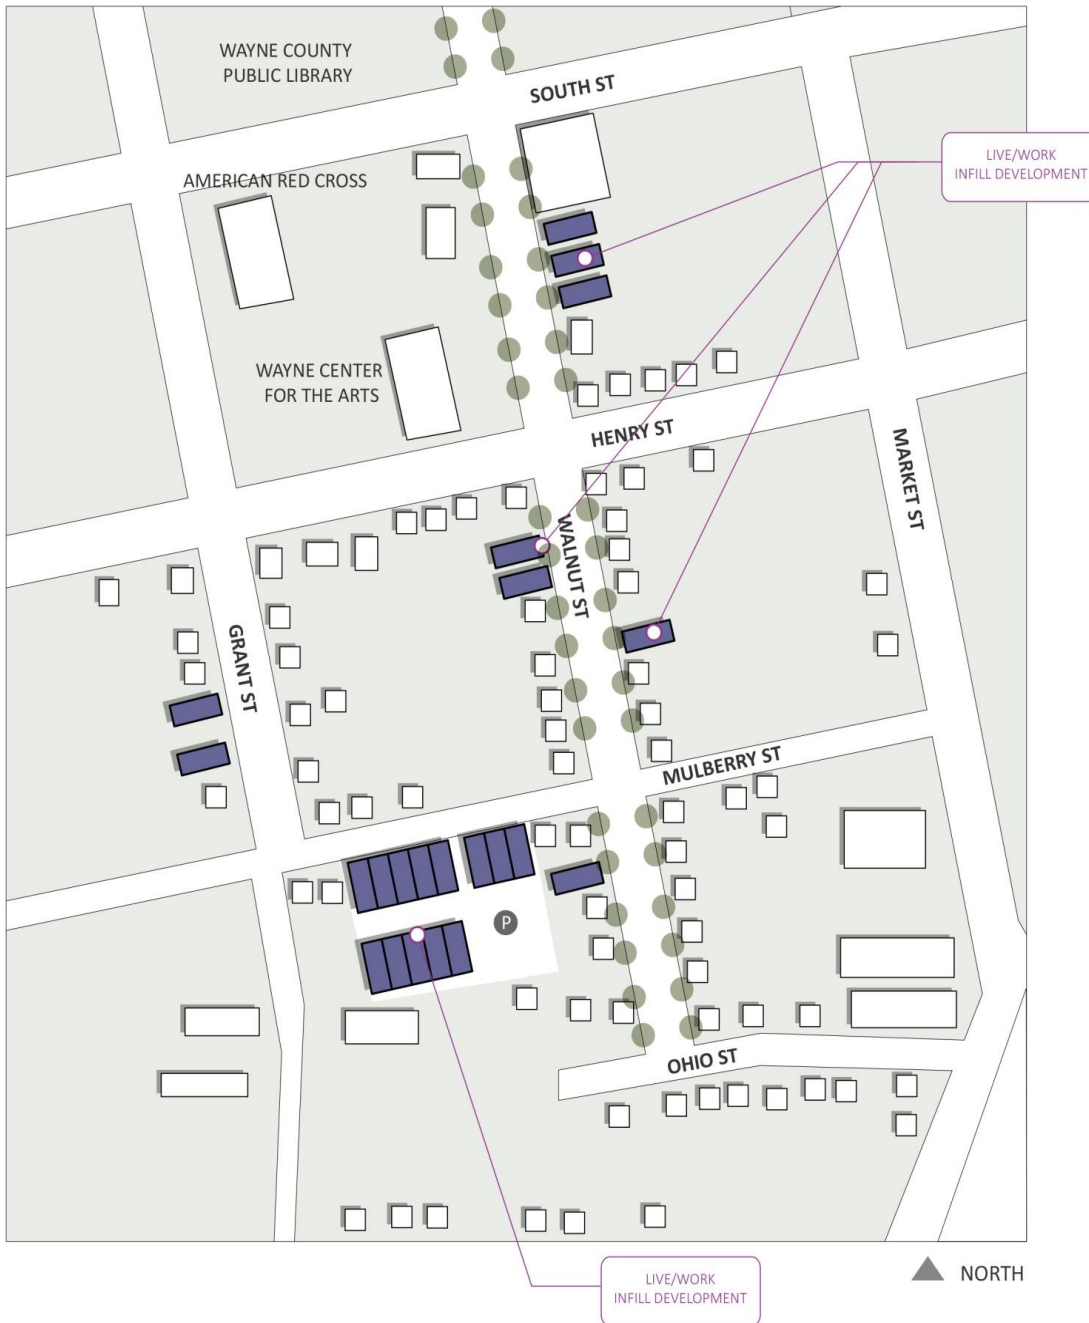 WAYNE COUNTY
PUBLIC LIBRARY
SOUTH ST
LIVE/WORK
INFILL DEVELOPMENT
AMERICAN RED CROSS
WAYNE CENTER
FOR THE ARTS
HENRY ST
MARKET ST
WALNUT ST
GRANT ST
MULBERRY ST
P
OHIO ST
LIVE/WORK
INFILL DEVELOPMENT
NORTH